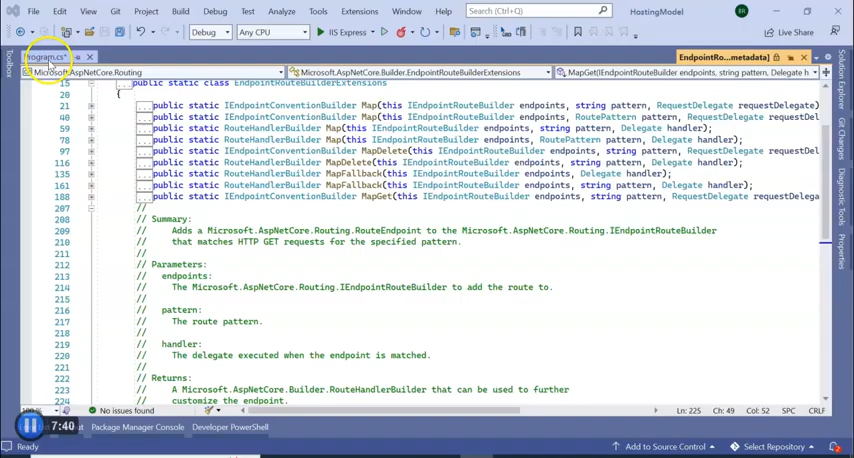 File Edit View Git Project Build Debug Test Analyze Tools Extensions Window Help Search (Ctrl+Q) HostingModel BR
Debug Any CPU IIS Express Live Share
Program.cs* EndpointRo...metadata]
Microsoft.AspNetCore.Routing Microsoft.AspNetCore.Builder.EndpointRouteBuilderExtensions MapGet(IEndpointRouteBuilder endpoints, string pattern, Delegate h
15 public static class EndpointRouteBuilderExtensions
20 {
21 ... public static IEndpointConventionBuilder Map(this IEndpointRouteBuilder endpoints, string pattern, RequestDelegate requestDelegate)
40 ... public static IEndpointConventionBuilder Map(this IEndpointRouteBuilder endpoints, RoutePattern pattern, RequestDelegate requestDe
59 ... public static RouteHandlerBuilder Map(this IEndpointRouteBuilder endpoints, string pattern, Delegate handler);
78 ... public static RouteHandlerBuilder Map(this IEndpointRouteBuilder endpoints, RoutePattern pattern, Delegate handler);
97 ... public static IEndpointConventionBuilder MapDelete(this IEndpointRouteBuilder endpoints, string pattern, RequestDelegate requestDel
116 ... public static RouteHandlerBuilder MapDelete(this IEndpointRouteBuilder endpoints, string pattern, Delegate handler);
135 ... public static RouteHandlerBuilder MapFallback(this IEndpointRouteBuilder endpoints, Delegate handler);
161 ... public static RouteHandlerBuilder MapFallback(this IEndpointRouteBuilder endpoints, string pattern, Delegate handler);
188 ... public static IEndpointConventionBuilder MapGet(this IEndpointRouteBuilder endpoints, string pattern, RequestDelegate requestDelega
207 //
208 // Summary:
209 // Adds a Microsoft.AspNetCore.Routing.RouteEndpoint to the Microsoft.AspNetCore.Routing.IEndpointRouteBuilder
210 // that matches HTTP GET requests for the specified pattern.
211 //
212 // Parameters:
213 // endpoints:
214 // The Microsoft.AspNetCore.Routing.IEndpointRouteBuilder to add the route to.
215 //
216 // pattern:
217 // The route pattern.
218 //
219 // handler:
220 // The delegate executed when the endpoint is matched.
221 //
222 // Returns:
223 // A Microsoft.AspNetCore.Builder.RouteHandlerBuilder that can be used to further
224 // customize the endpoint.
No issues found Ln: 225 Ch: 49 Col: 52 SPC CRLF
7:40 Package Manager Console Developer PowerShell
Ready Add to Source Control Select Repository 2
Toolbox
Solution Explorer
Git Changes
Diagnostic Tools
Properties